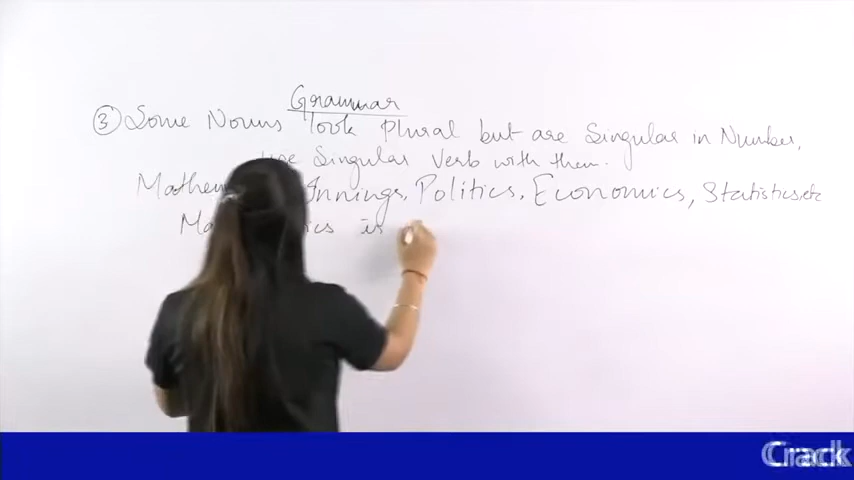 Grammar
③ Some Nouns look Plural but are Singular in Number,
Singular Verb with them.
Innings, Politics, Economics, Statistics, etc
is
Crack